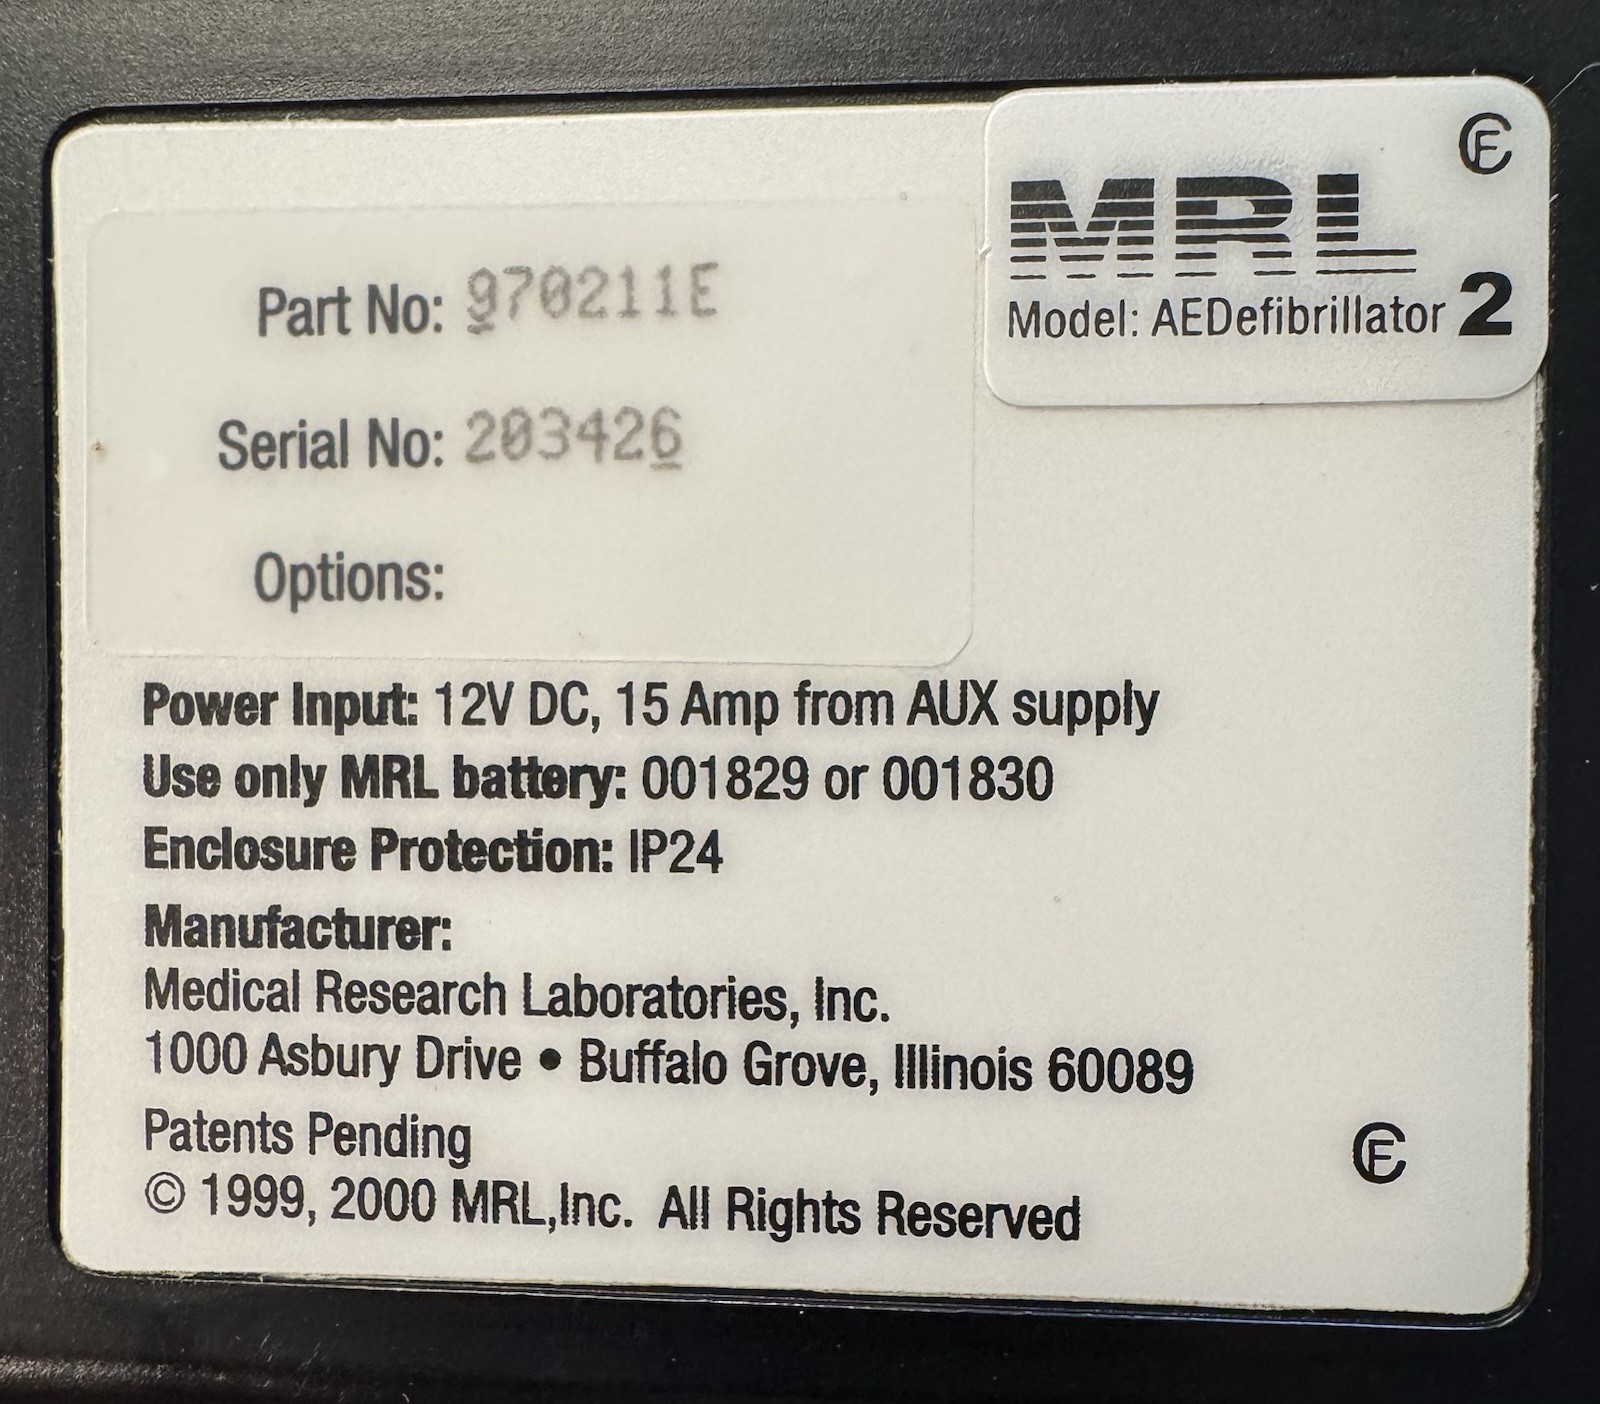 MRL
Model: AEDefibrillator 2
Part No: 970211E
Serial No: 203426
Options:
Power Input: 12V DC, 15 Amp from AUX supply
Use only MRL battery: 001829 or 001830
Enclosure Protection: IP24
Manufacturer:
Medical Research Laboratories, Inc.
1000 Asbury Drive • Buffalo Grove, Illinois 60089
Patents Pending
© 1999, 2000 MRL,Inc. All Rights Reserved